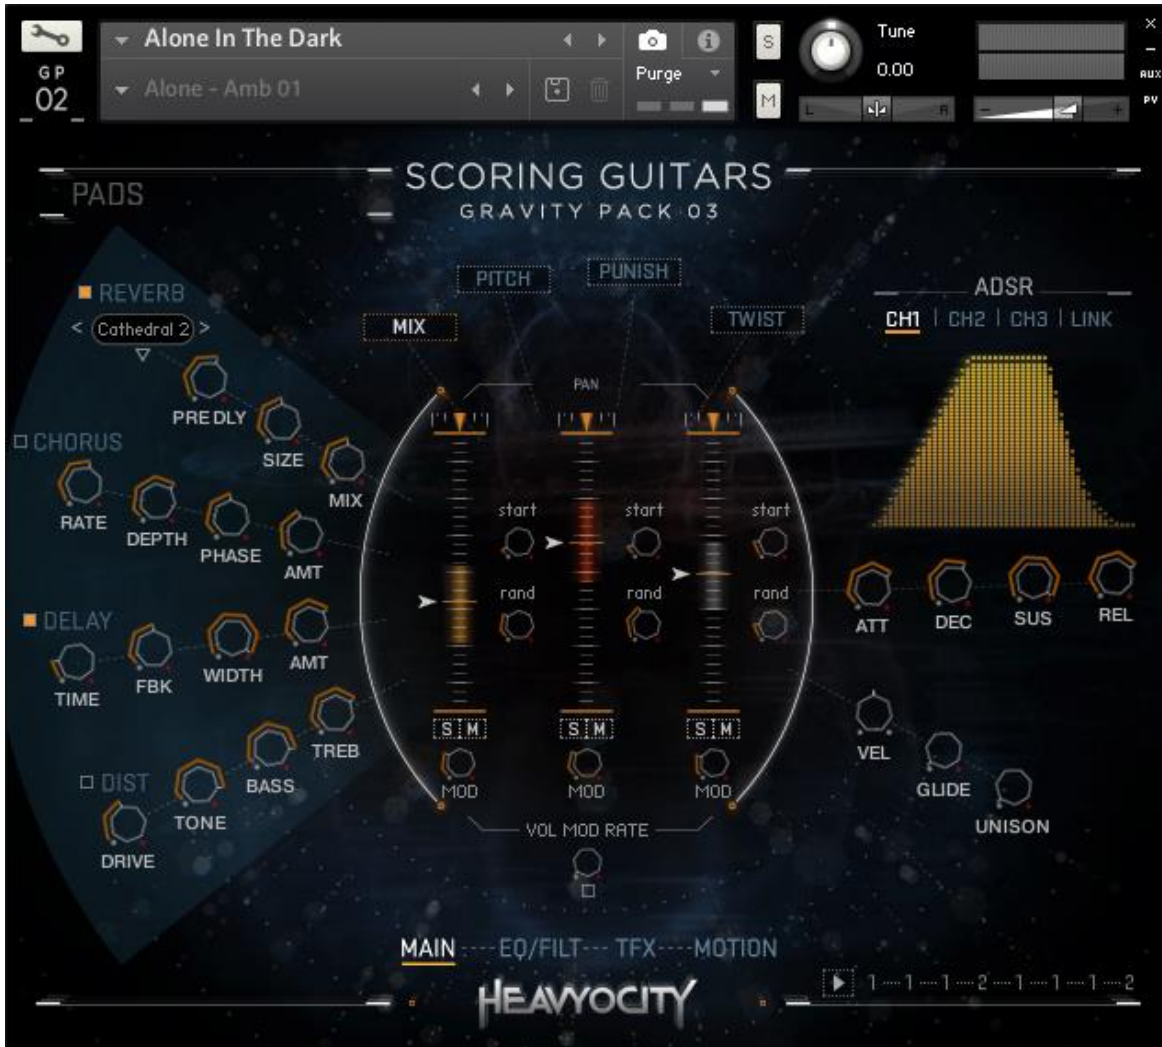 Alone In The Dark
Tune
S
GP
02
Purge
0.00
AUX
Alone - Amb 01
M
L
R
PV
PADS
SCORING GUITARS
GRAVITY PACK 03
PITCH
PUNISH
REVERB
ADSR
Cathedral 2
MIX
TWIST
CH1 | CH2 | CH3 | LINK
PAN
PREDLY
SIZE
MIX
CHORUS
RATE
DEPTH
PHASE
AMT
start
start
start
rand
rand
rand
ATT
DEC
SUS
REL
DELAY
TIME
FBK
WIDTH
AMT
S M
S M
S M
VEL
GLIDE
UNISON
DIST
DRIVE
TONE
BASS
TREB
MOD
MOD
MOD
VOL MOD RATE
MAIN EQ/FILT TFX MOTION
1 1 1 2 1 1 1 2
HEAVYOCITY